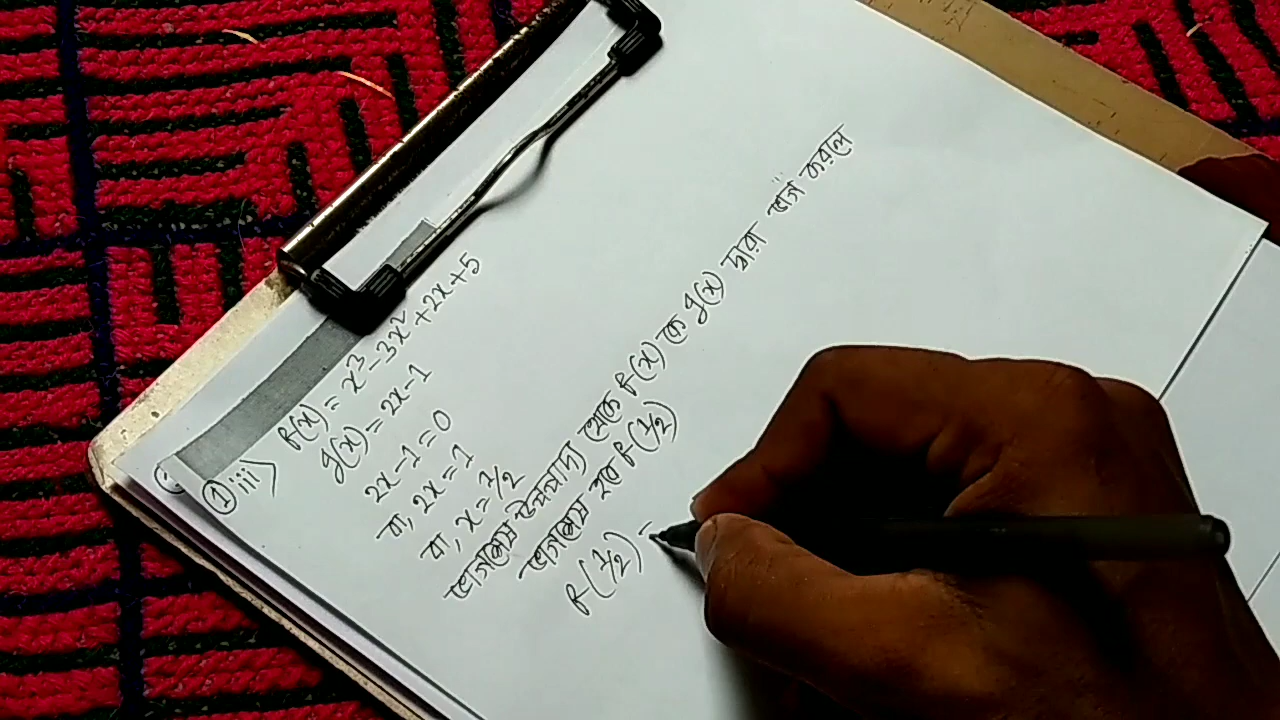 ① iii) f(x) = x³ - 3x² + 2x + 5
g(x) = 2x - 1
2x - 1 = 0
বা, 2x = 1
বা, x = 1/2
ভাগশেষ উপপাদ্য থেকে f(x) কে g(x) দ্বারা ভাগ করলে
ভাগশেষ হবে f(1/2)
f(1/2) =